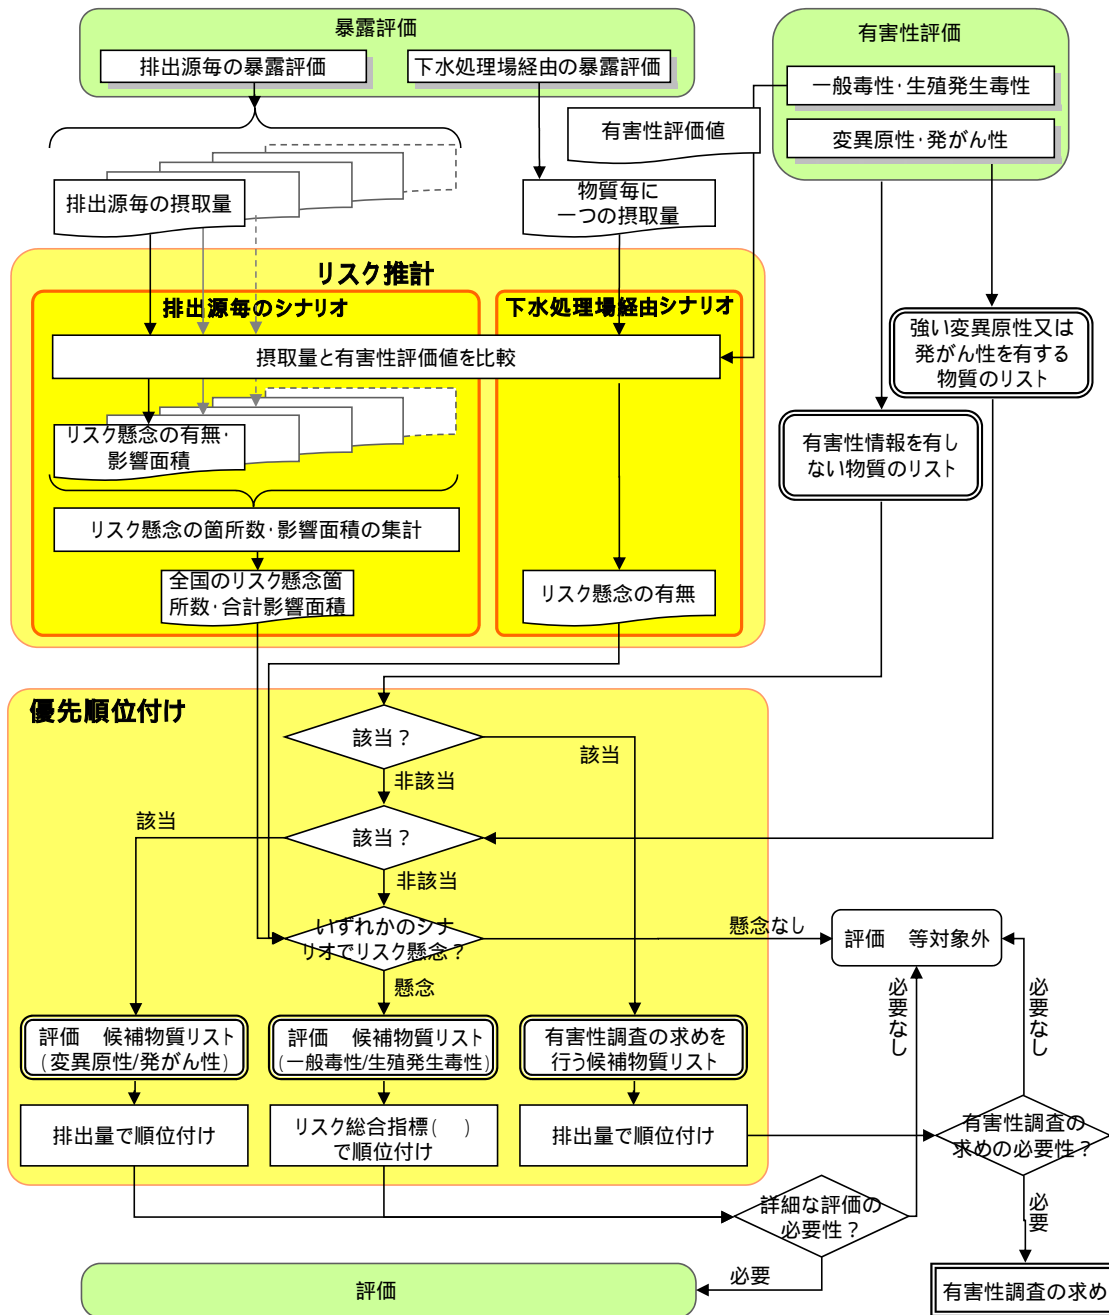 暴露評価
排出源毎の暴露評価
下水処理場経由の暴露評価
有害性評価
一般毒性・生殖発生毒性
変異原性・発がん性
有害性評価値
排出源毎の摂取量
物質毎に
一つの摂取量
リスク推計
排出源毎のシナリオ
下水処理場経由シナリオ
摂取量と有害性評価値を比較
強い変異原性又は
発がん性を有する
物質のリスト
リスク懸念の有無・
影響面積
有害性情報を有し
ない物質のリスト
リスク懸念の箇所数・影響面積の集計
全国のリスク懸念箇
所数・合計影響面積
リスク懸念の有無
優先順位付け
該当？
該当
非該当
該当
該当？
非該当
いずれかのシナ
リオでリスク懸念？
懸念なし
評価 等対象外
懸念
必要なし
必要なし
評価 候補物質リスト
(変異原性/発がん性)
評価 候補物質リスト
(一般毒性/生殖発生毒性)
有害性調査の求めを
行う候補物質リスト
排出量で順位付け
リスク総合指標( )
で順位付け
排出量で順位付け
有害性調査の
求めの必要性？
詳細な評価の
必要性？
必要
必要
評価
有害性調査の求め